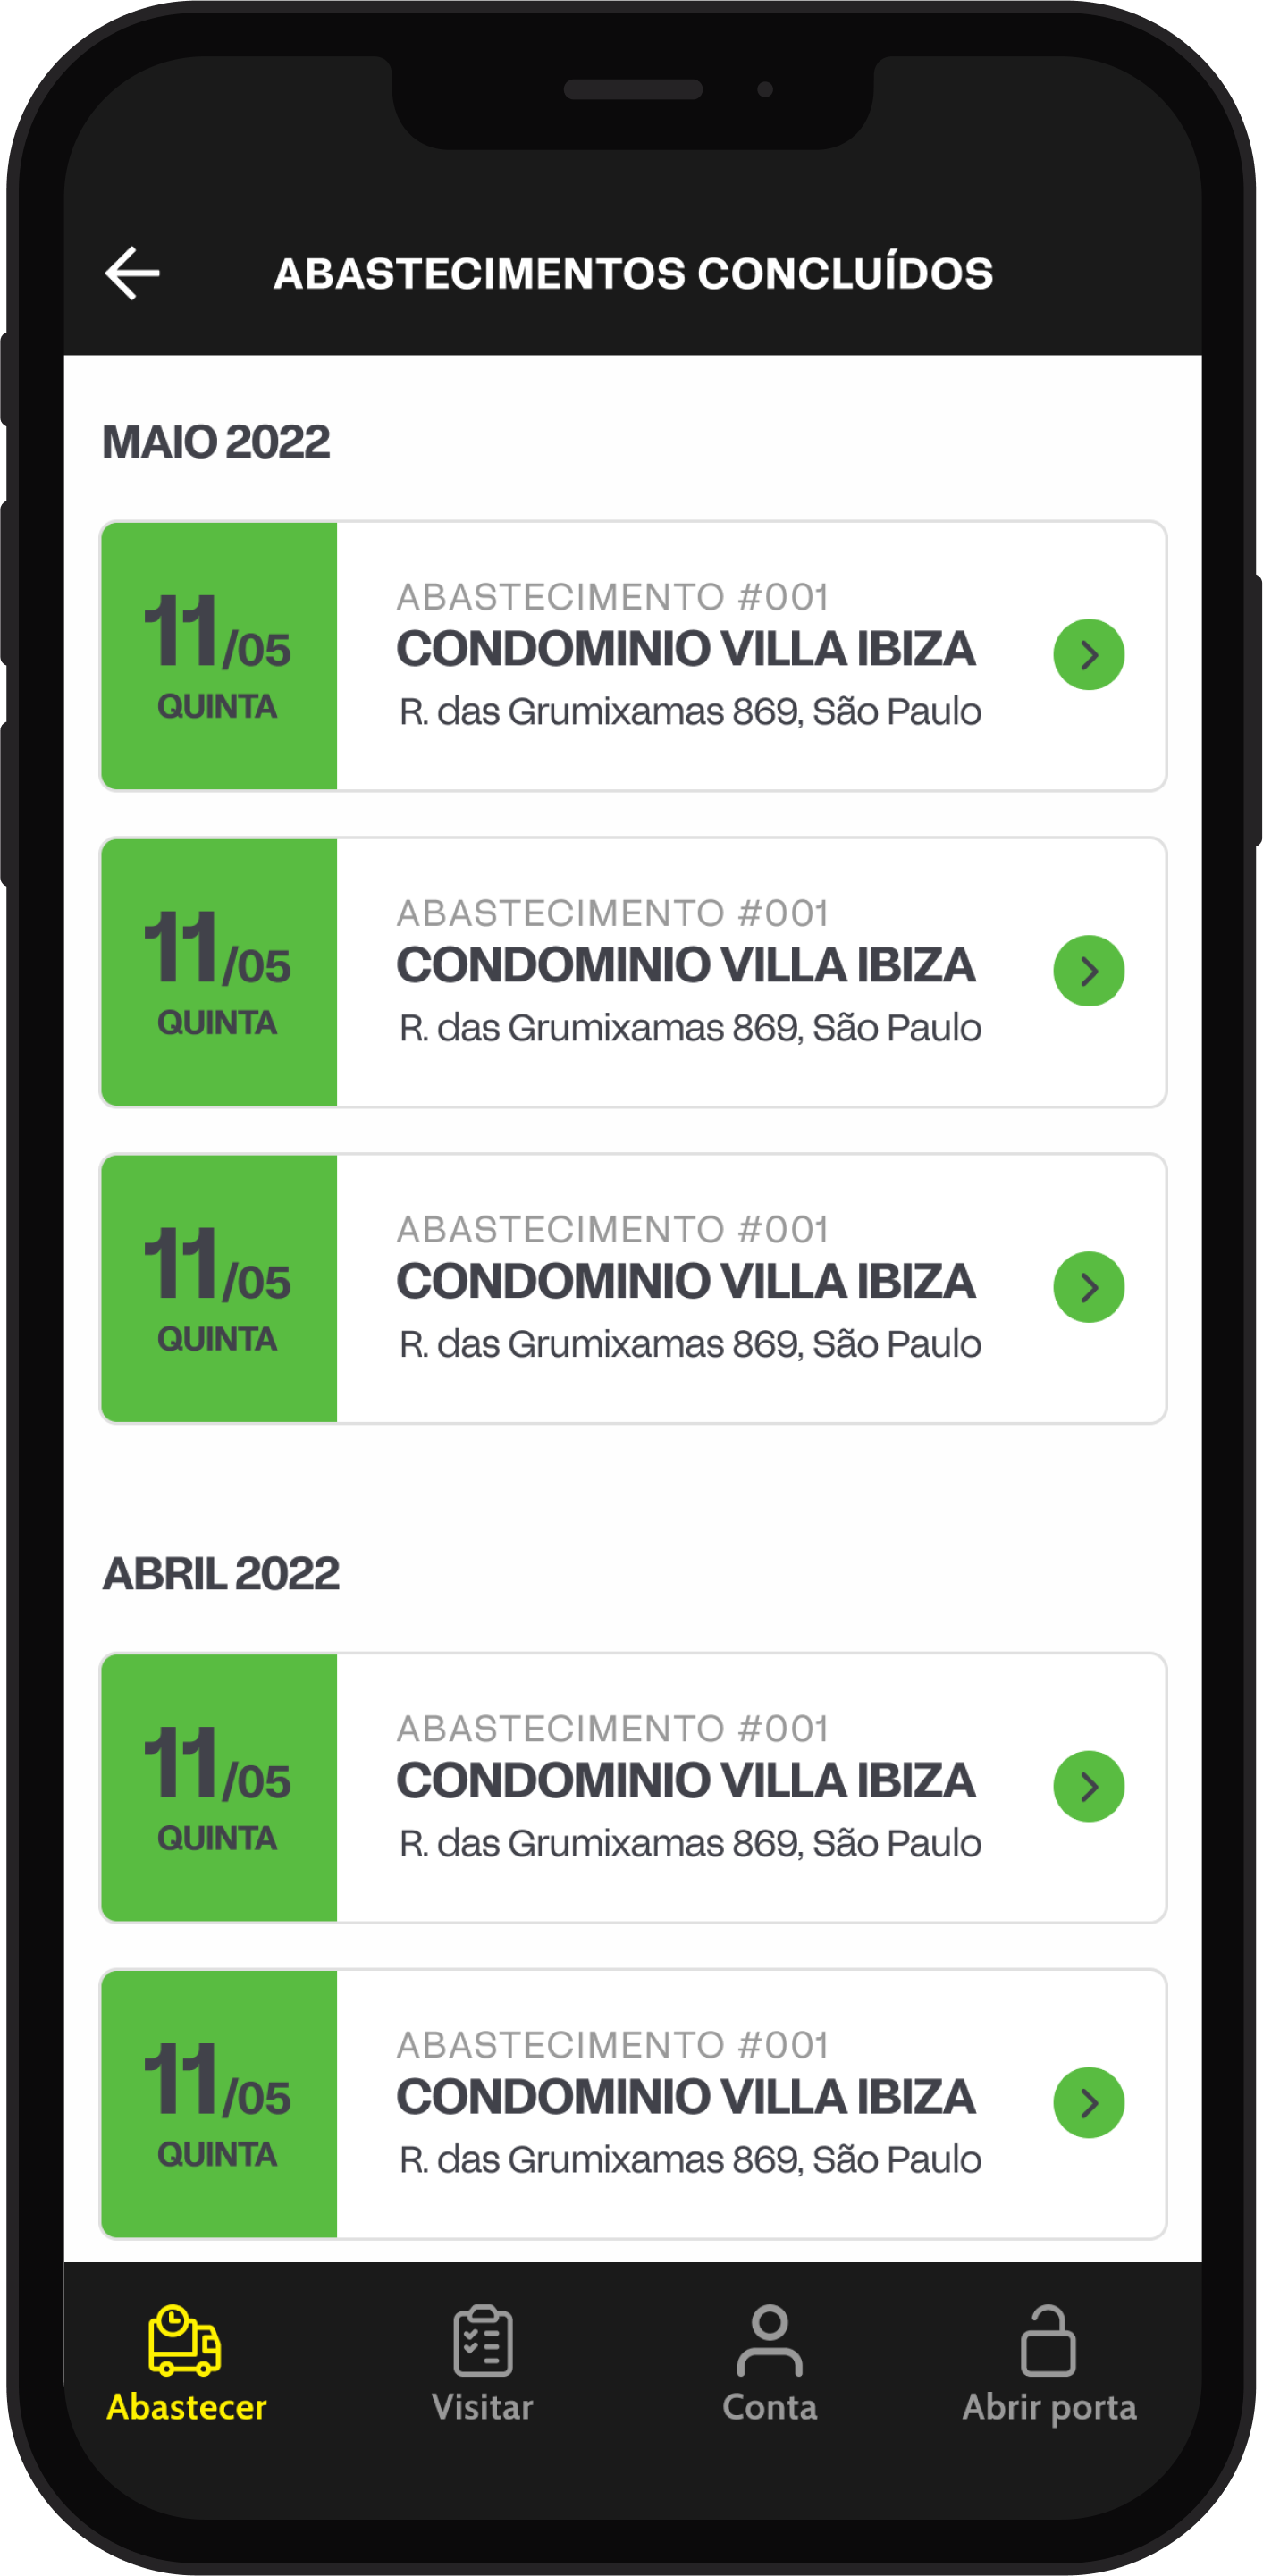 ABASTECIMENTOS CONCLUÍDOS
MAIO 2022
11/05
QUINTA
ABASTECIMENTO #001
CONDOMINIO VILLA IBIZA
R. das Grumixamas 869, São Paulo
11/05
QUINTA
ABASTECIMENTO #001
CONDOMINIO VILLA IBIZA
R. das Grumixamas 869, São Paulo
11/05
QUINTA
ABASTECIMENTO #001
CONDOMINIO VILLA IBIZA
R. das Grumixamas 869, São Paulo
ABRIL 2022
11/05
QUINTA
ABASTECIMENTO #001
CONDOMINIO VILLA IBIZA
R. das Grumixamas 869, São Paulo
11/05
QUINTA
ABASTECIMENTO #001
CONDOMINIO VILLA IBIZA
R. das Grumixamas 869, São Paulo
Abastecer
Visitar
Conta
Abrir porta